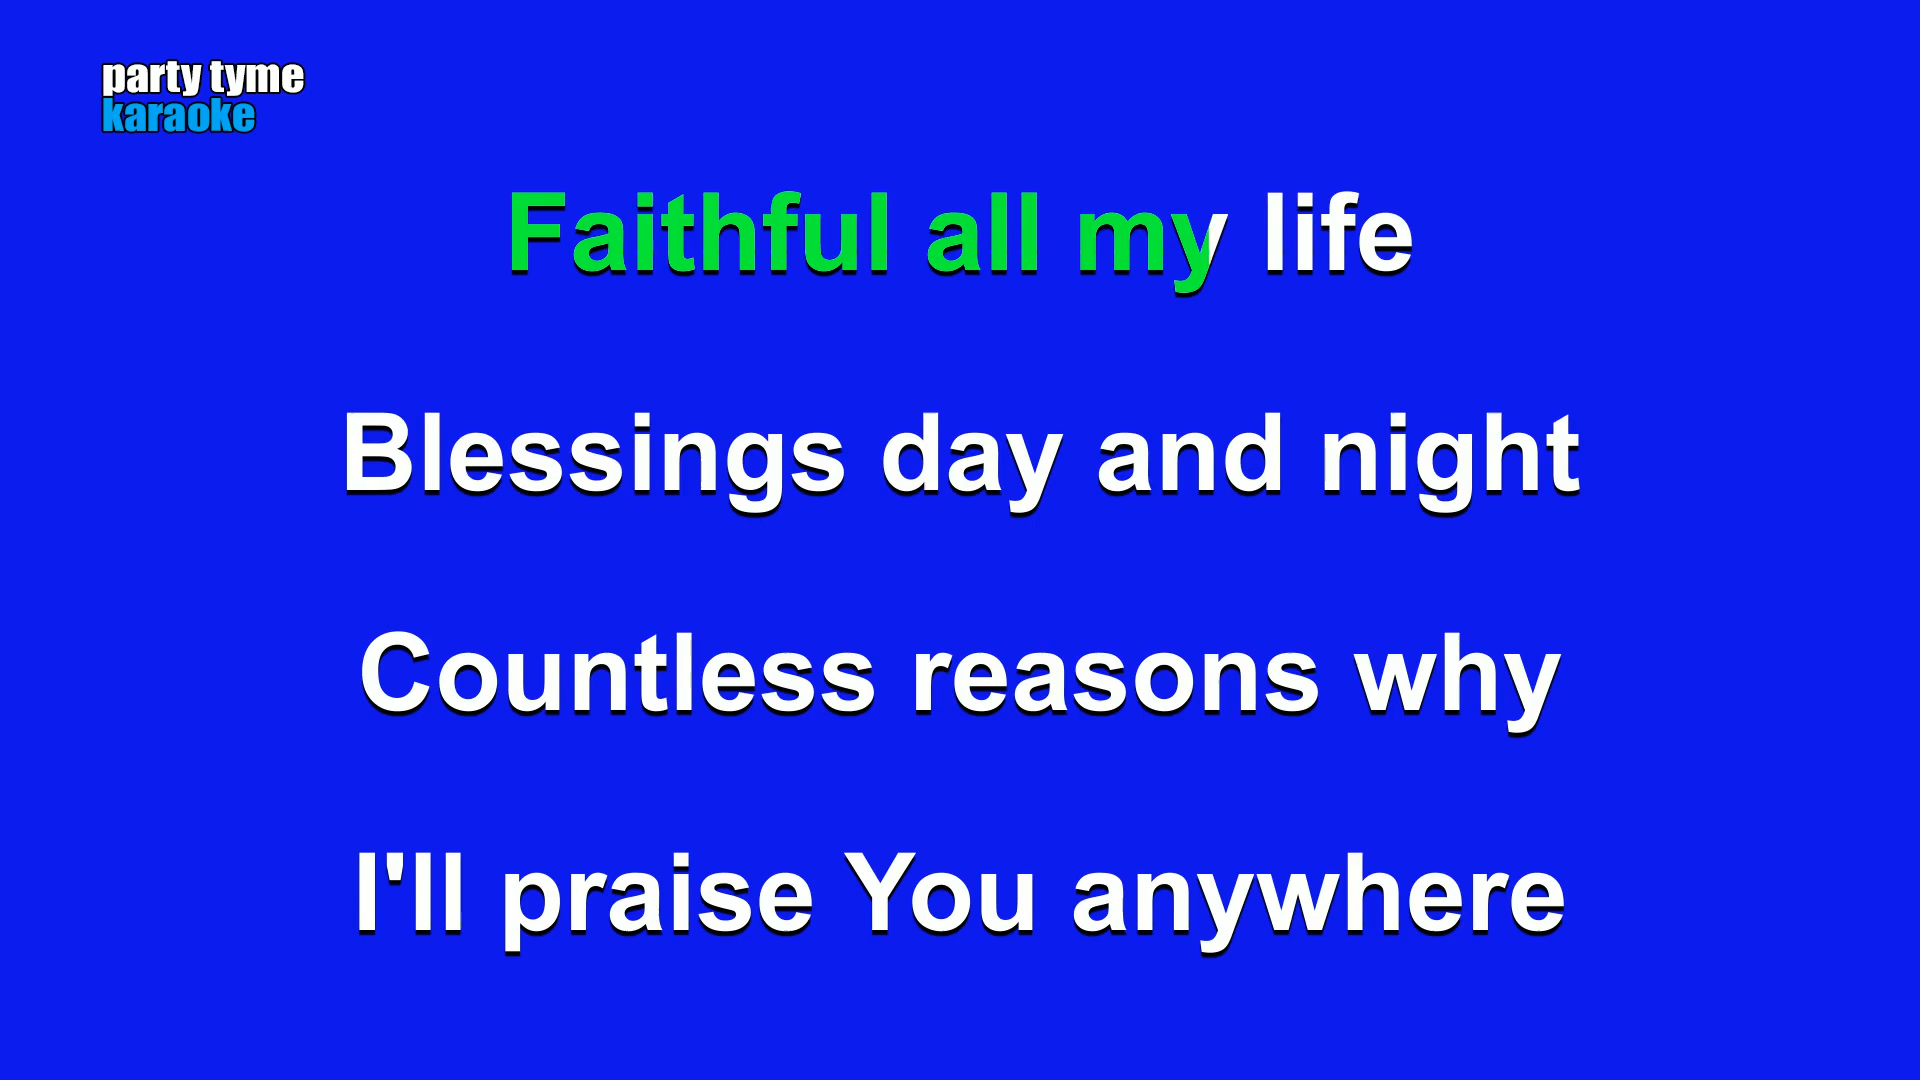 party tyme
karaoke
Faithful all my life
Blessings day and night
Countless reasons why
I'll praise You anywhere